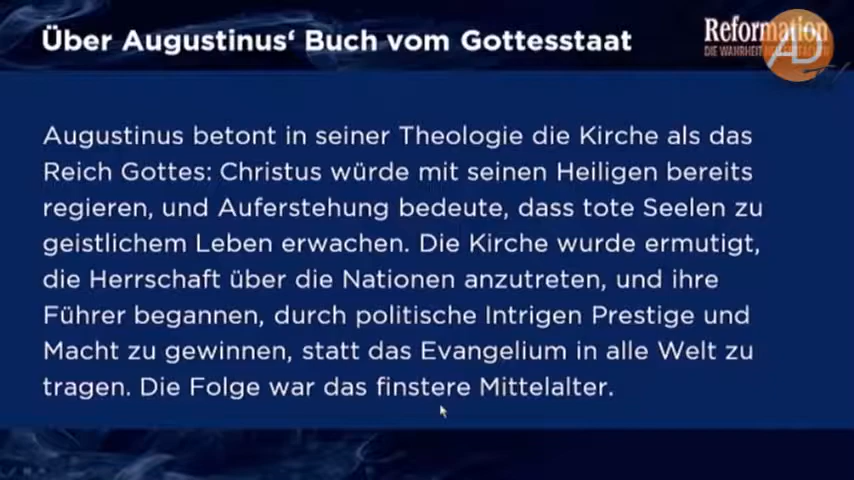 Über Augustinus‘ Buch vom Gottesstaat
Reformation
DIE WAHRHEIT
AD
Augustinus betont in seiner Theologie die Kirche als das
Reich Gottes: Christus würde mit seinen Heiligen bereits
regieren, und Auferstehung bedeute, dass tote Seelen zu
geistlichem Leben erwachen. Die Kirche wurde ermutigt,
die Herrschaft über die Nationen anzutreten, und ihre
Führer begannen, durch politische Intrigen Prestige und
Macht zu gewinnen, statt das Evangelium in alle Welt zu
tragen. Die Folge war das finstere Mittelalter.